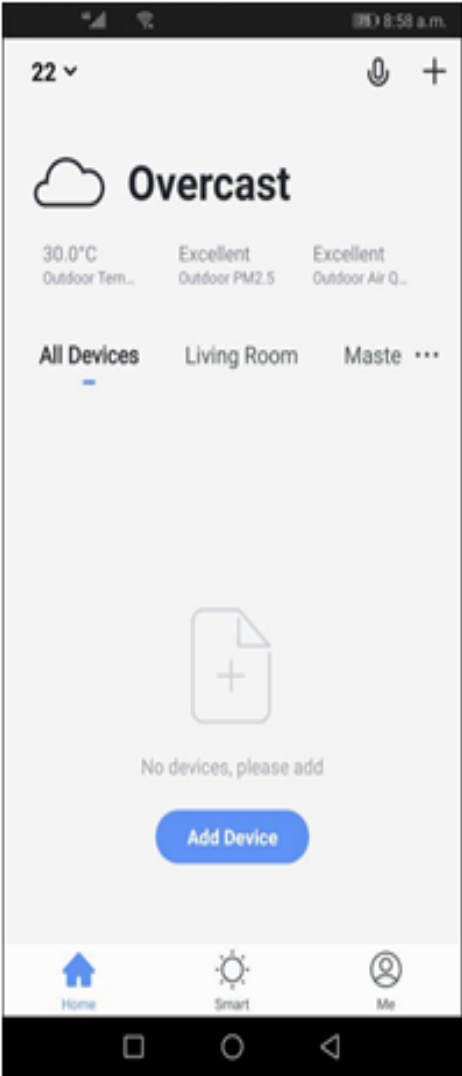 8:58 a.m.
22
Overcast
30.0°C Excellent Excellent
Outdoor Tem... Outdoor PM2.5 Outdoor Air Q...
All Devices Living Room Maste ...
No devices, please add
Add Device
Home Smart Me